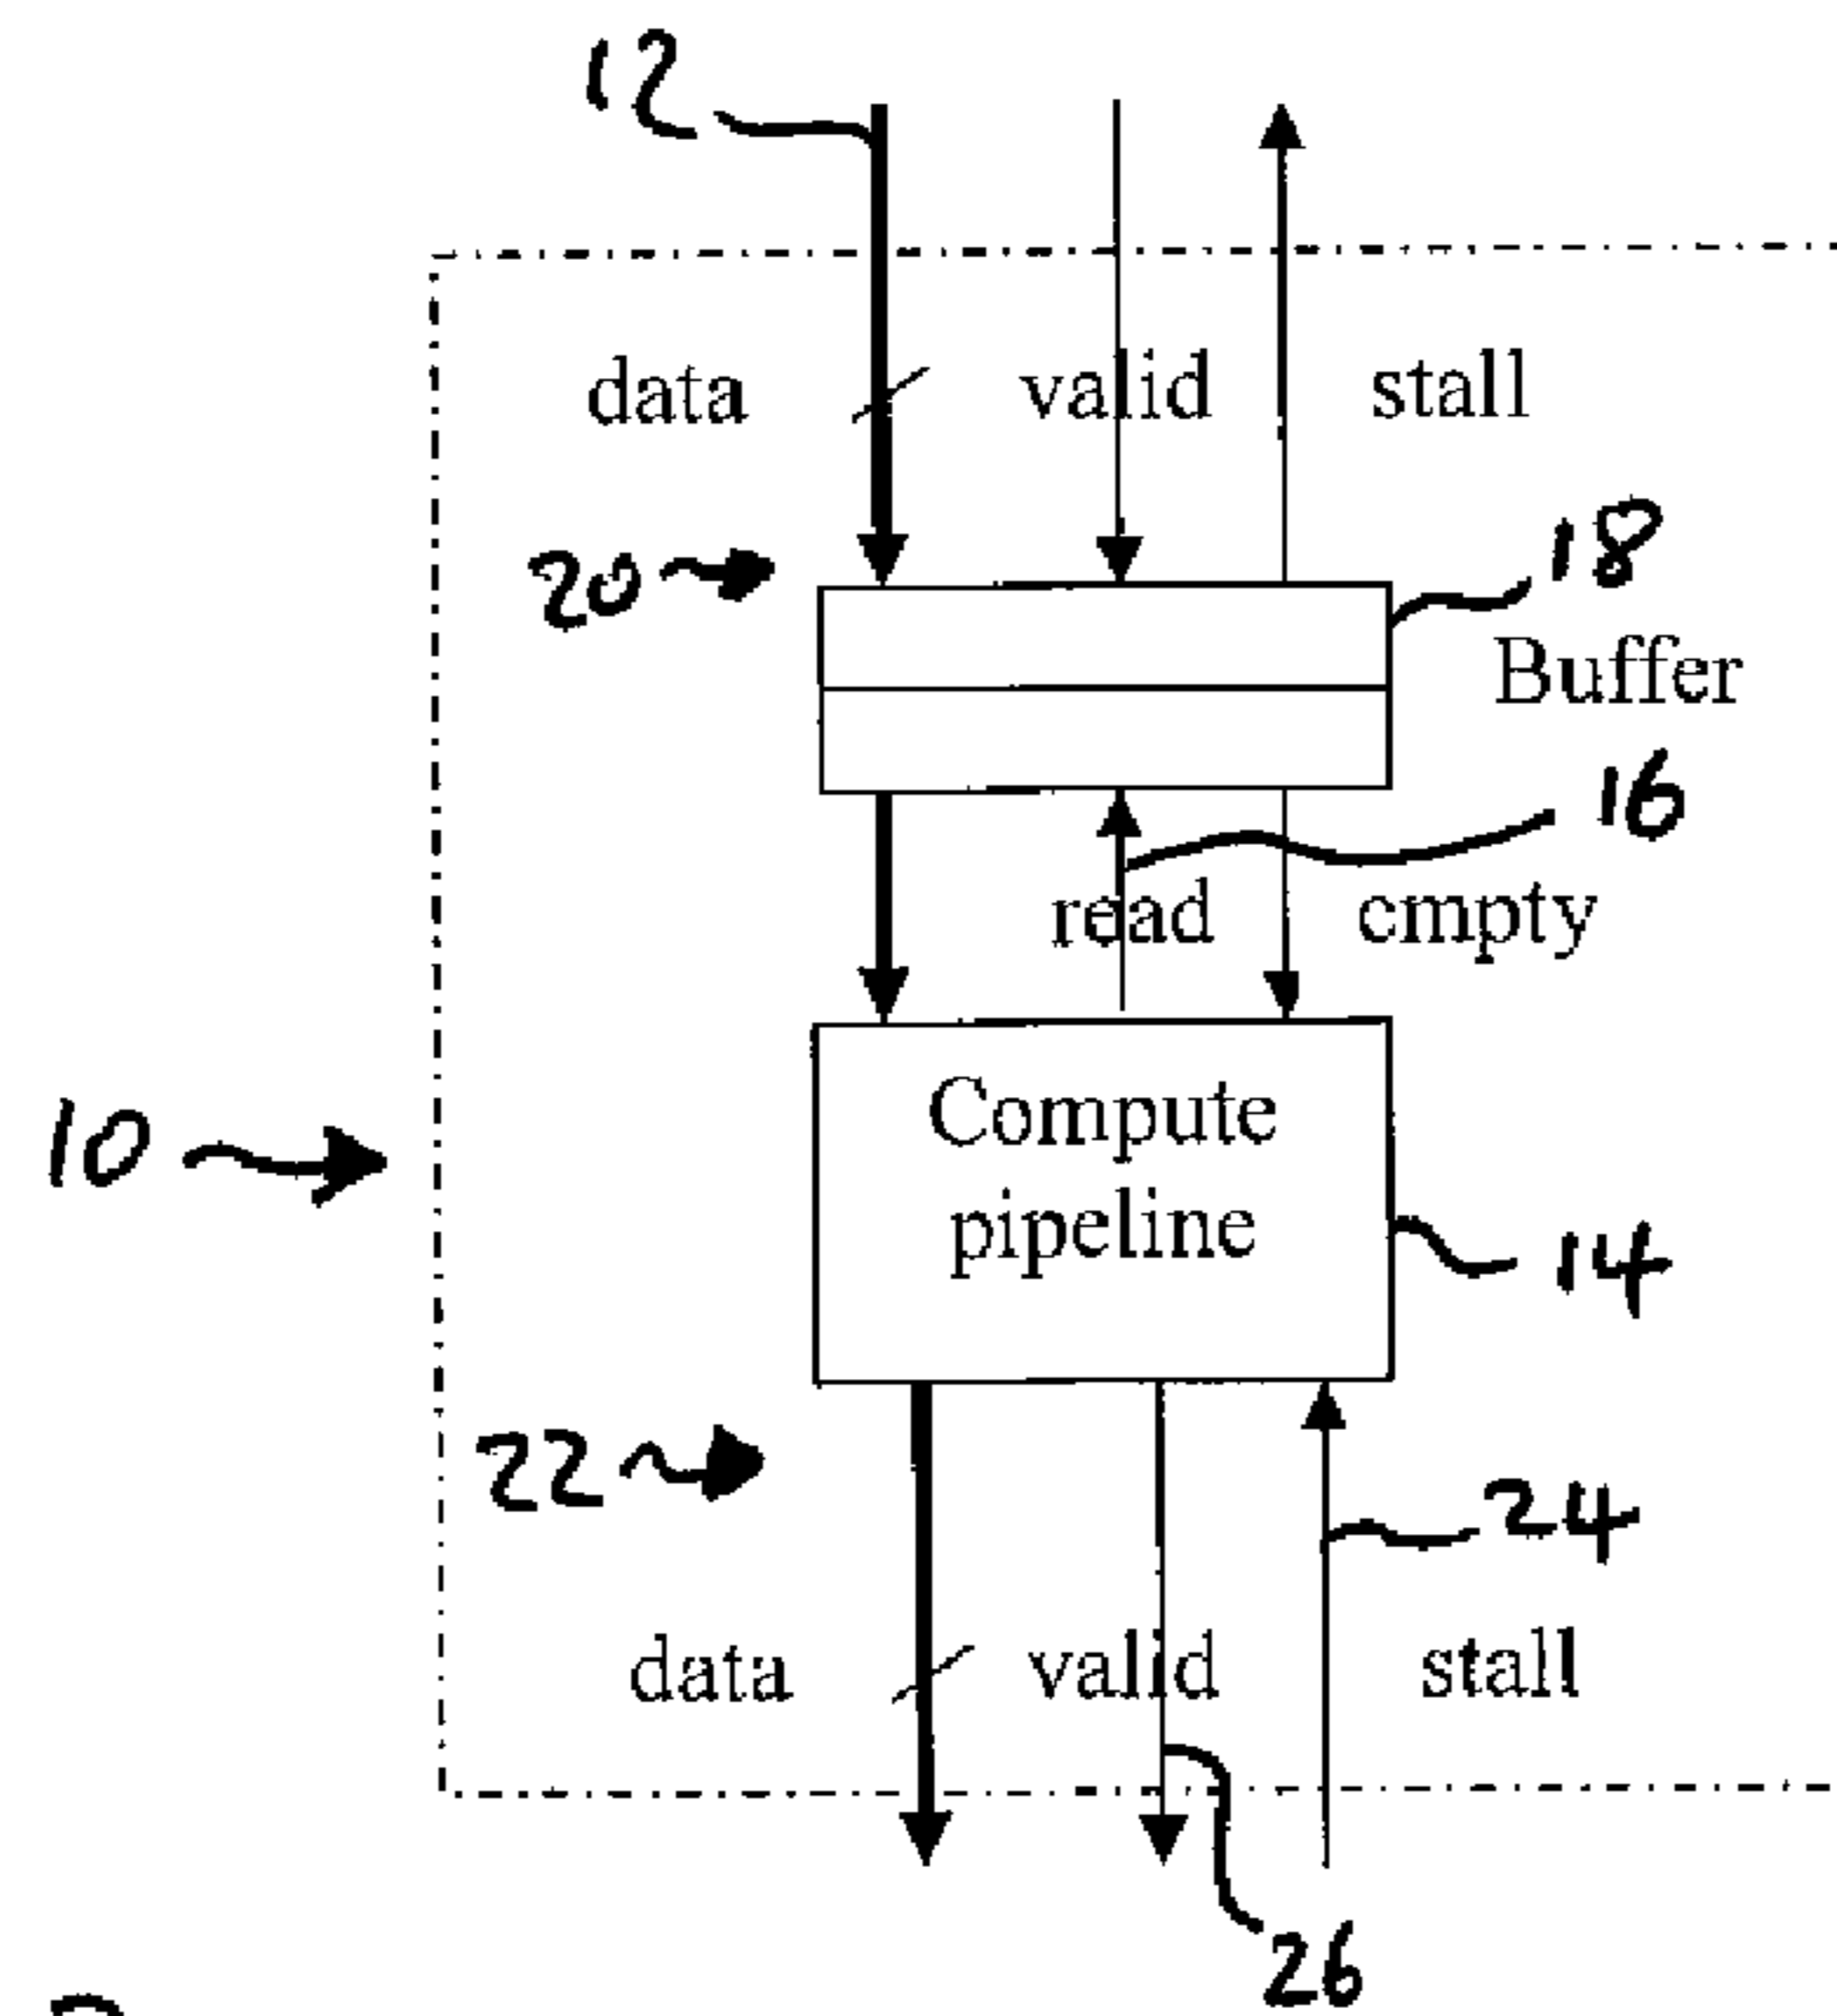 12
data valid stall
20
18
Buffer
16
read empty
Compute
pipeline
10
14
22
24
data valid stall
26